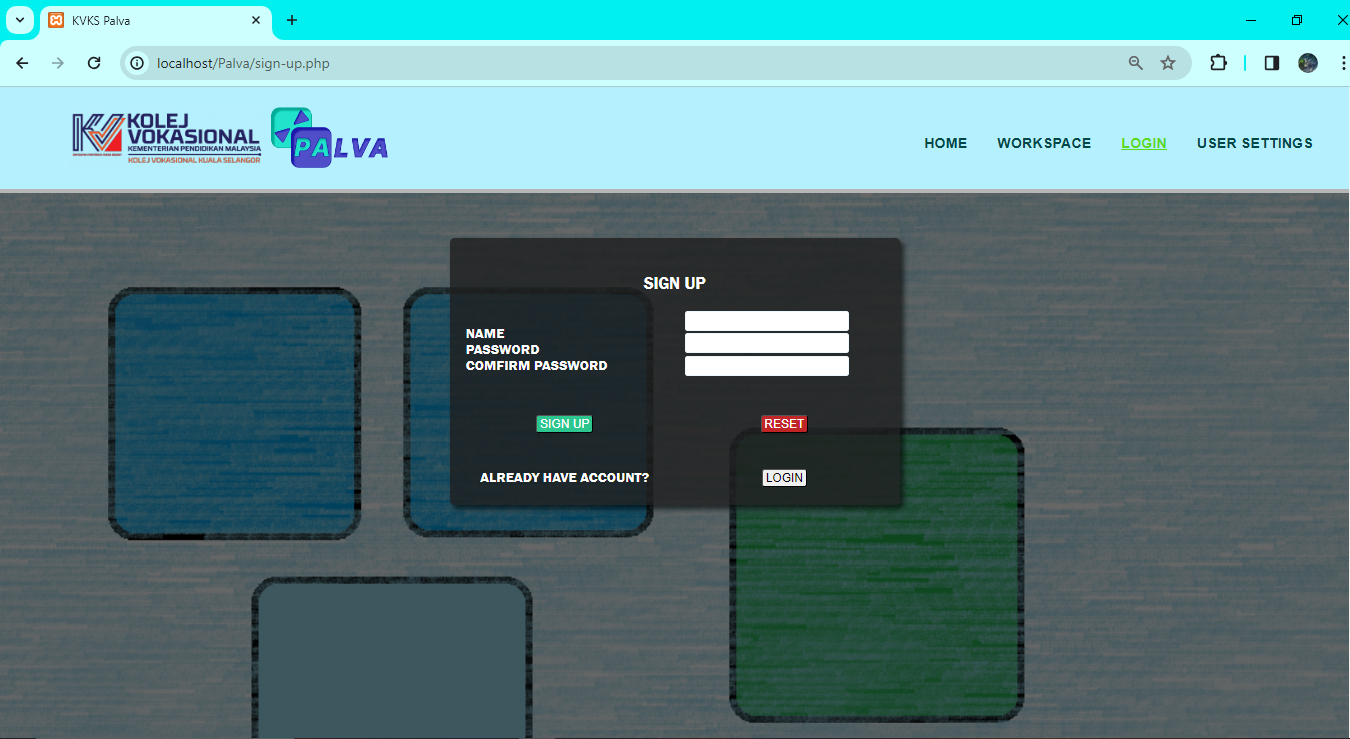 KVKS Palva
localhost/Palva/sign-up.php
KOLEJ
VOKASIONAL
KEMENTERIAN PENDIDIKAN MALAYSIA
KOLEJ VOKASIONAL KUALA SELANGOR
PALVA
HOME WORKSPACE LOGIN USER SETTINGS
SIGN UP
NAME
PASSWORD
COMFIRM PASSWORD
SIGN UP RESET
ALREADY HAVE ACCOUNT? LOGIN